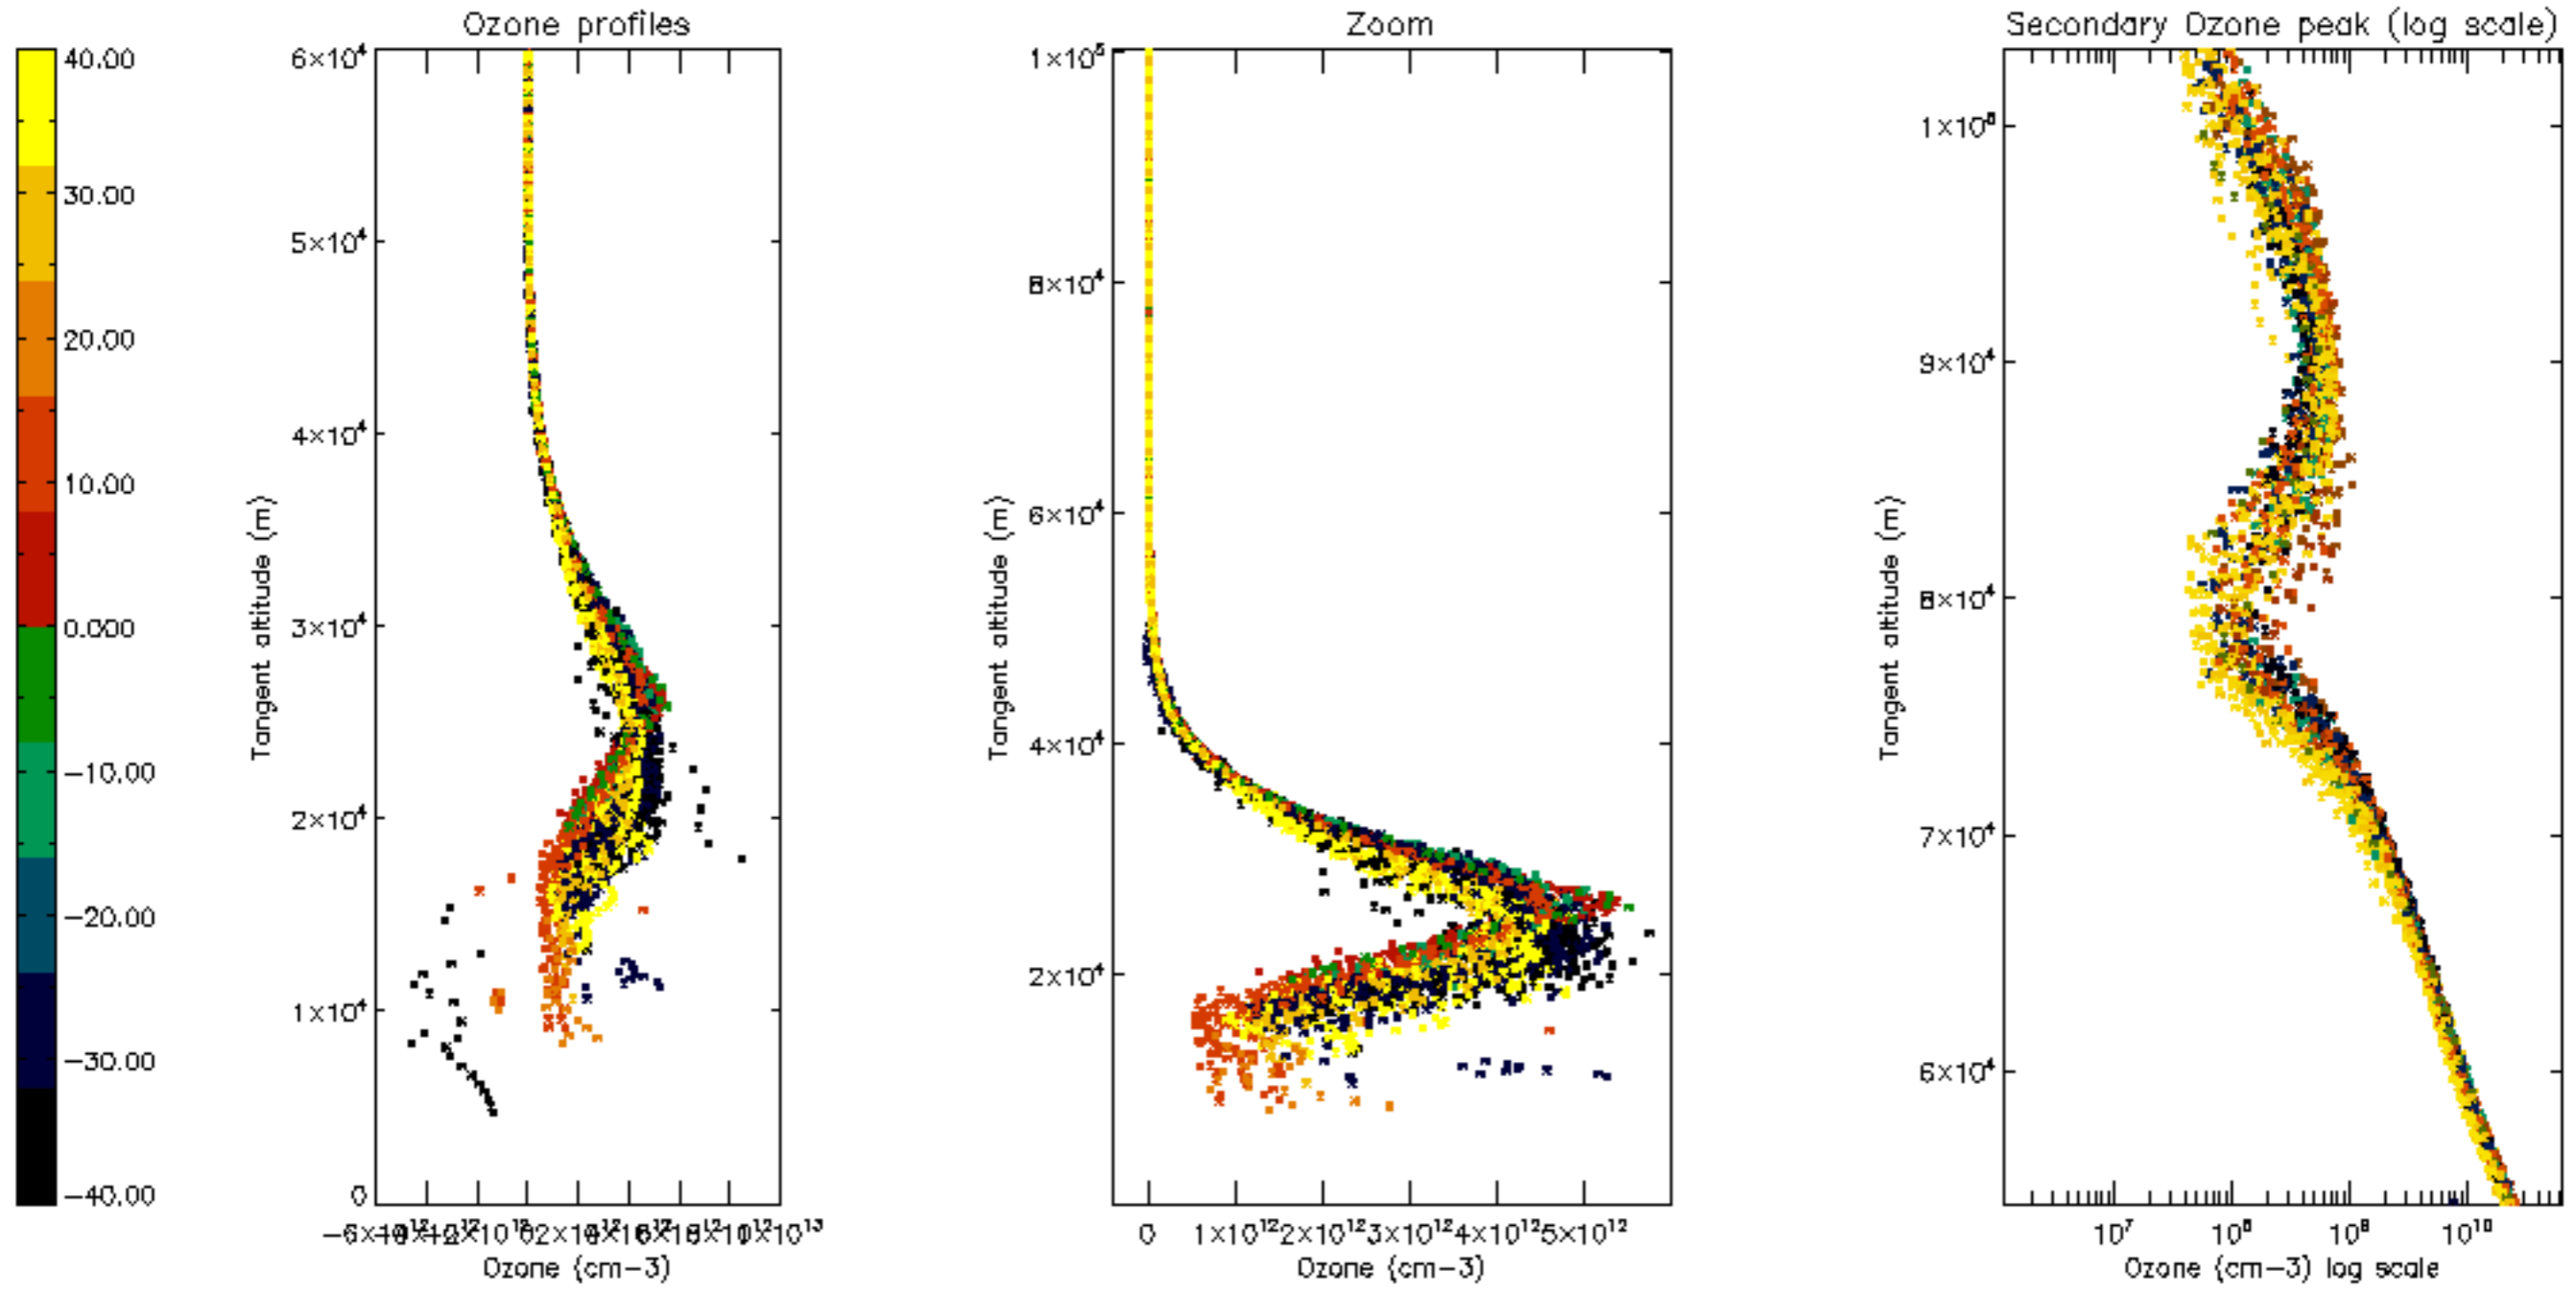 Ozone profiles
Zoom
Secondary Ozone peak (log scale)
40.00
30.00
20.00
10.00
0.000
−10.00
−20.00
−30.00
−40.00
6×10⁴
5×10⁴
4×10⁴
3×10⁴
2×10⁴
1×10⁴
0
Tangent altitude (m)
1×10¹³
Ozone (cm−3)
1×10⁵
8×10⁴
6×10⁴
4×10⁴
2×10⁴
Tangent altitude (m)
0 1×10¹² 2×10¹² 3×10¹² 4×10¹² 5×10¹²
Ozone (cm−3)
1×10⁵
9×10⁴
8×10⁴
7×10⁴
6×10⁴
Tangent altitude (m)
10⁷ 10⁸ 10⁹ 10¹⁰
Ozone (cm−3) log scale